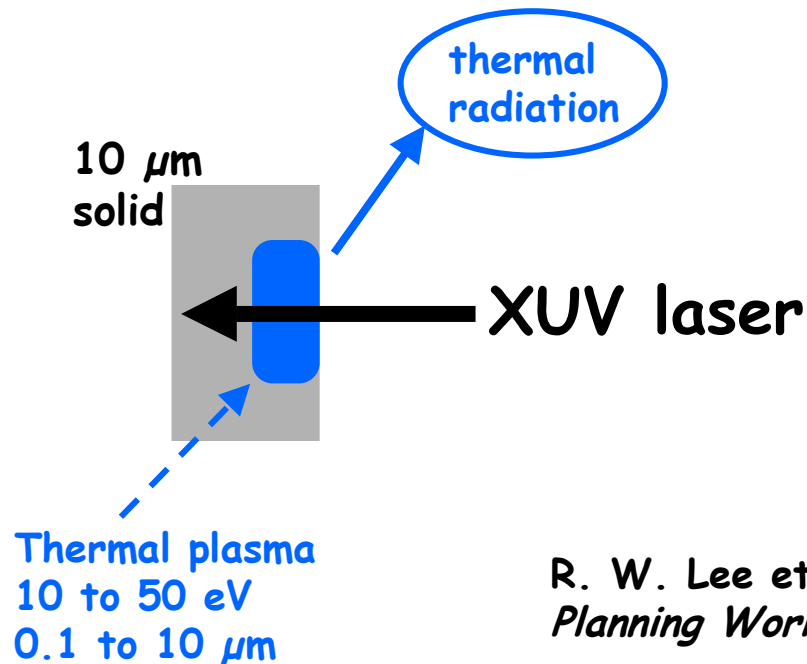 thermal
radiation
10 μm
solid
XUV laser
Thermal plasma
10 to 50 eV
0.1 to 10 μm
R. W. Lee et
Planning